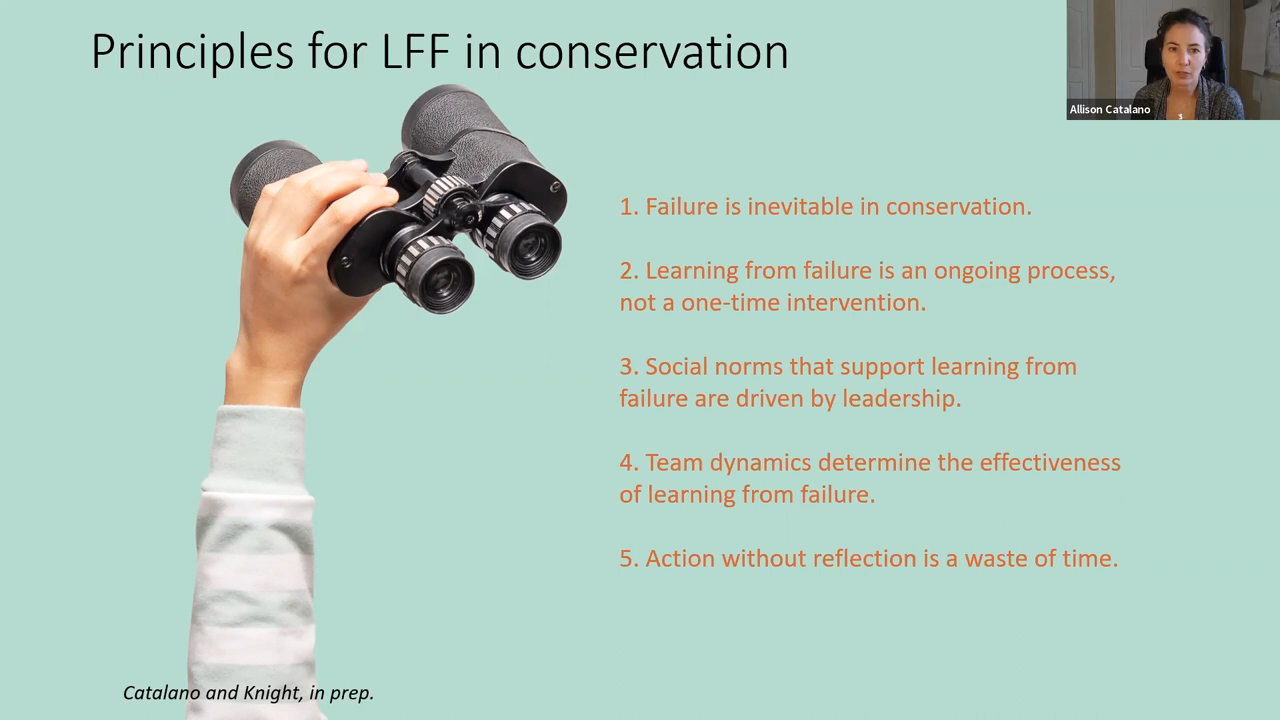 Principles for LFF in conservation
Allison Catalano
3
1. Failure is inevitable in conservation.
2. Learning from failure is an ongoing process,
not a one-time intervention.
3. Social norms that support learning from
failure are driven by leadership.
4. Team dynamics determine the effectiveness
of learning from failure.
5. Action without reflection is a waste of time.
Catalano and Knight, in prep.